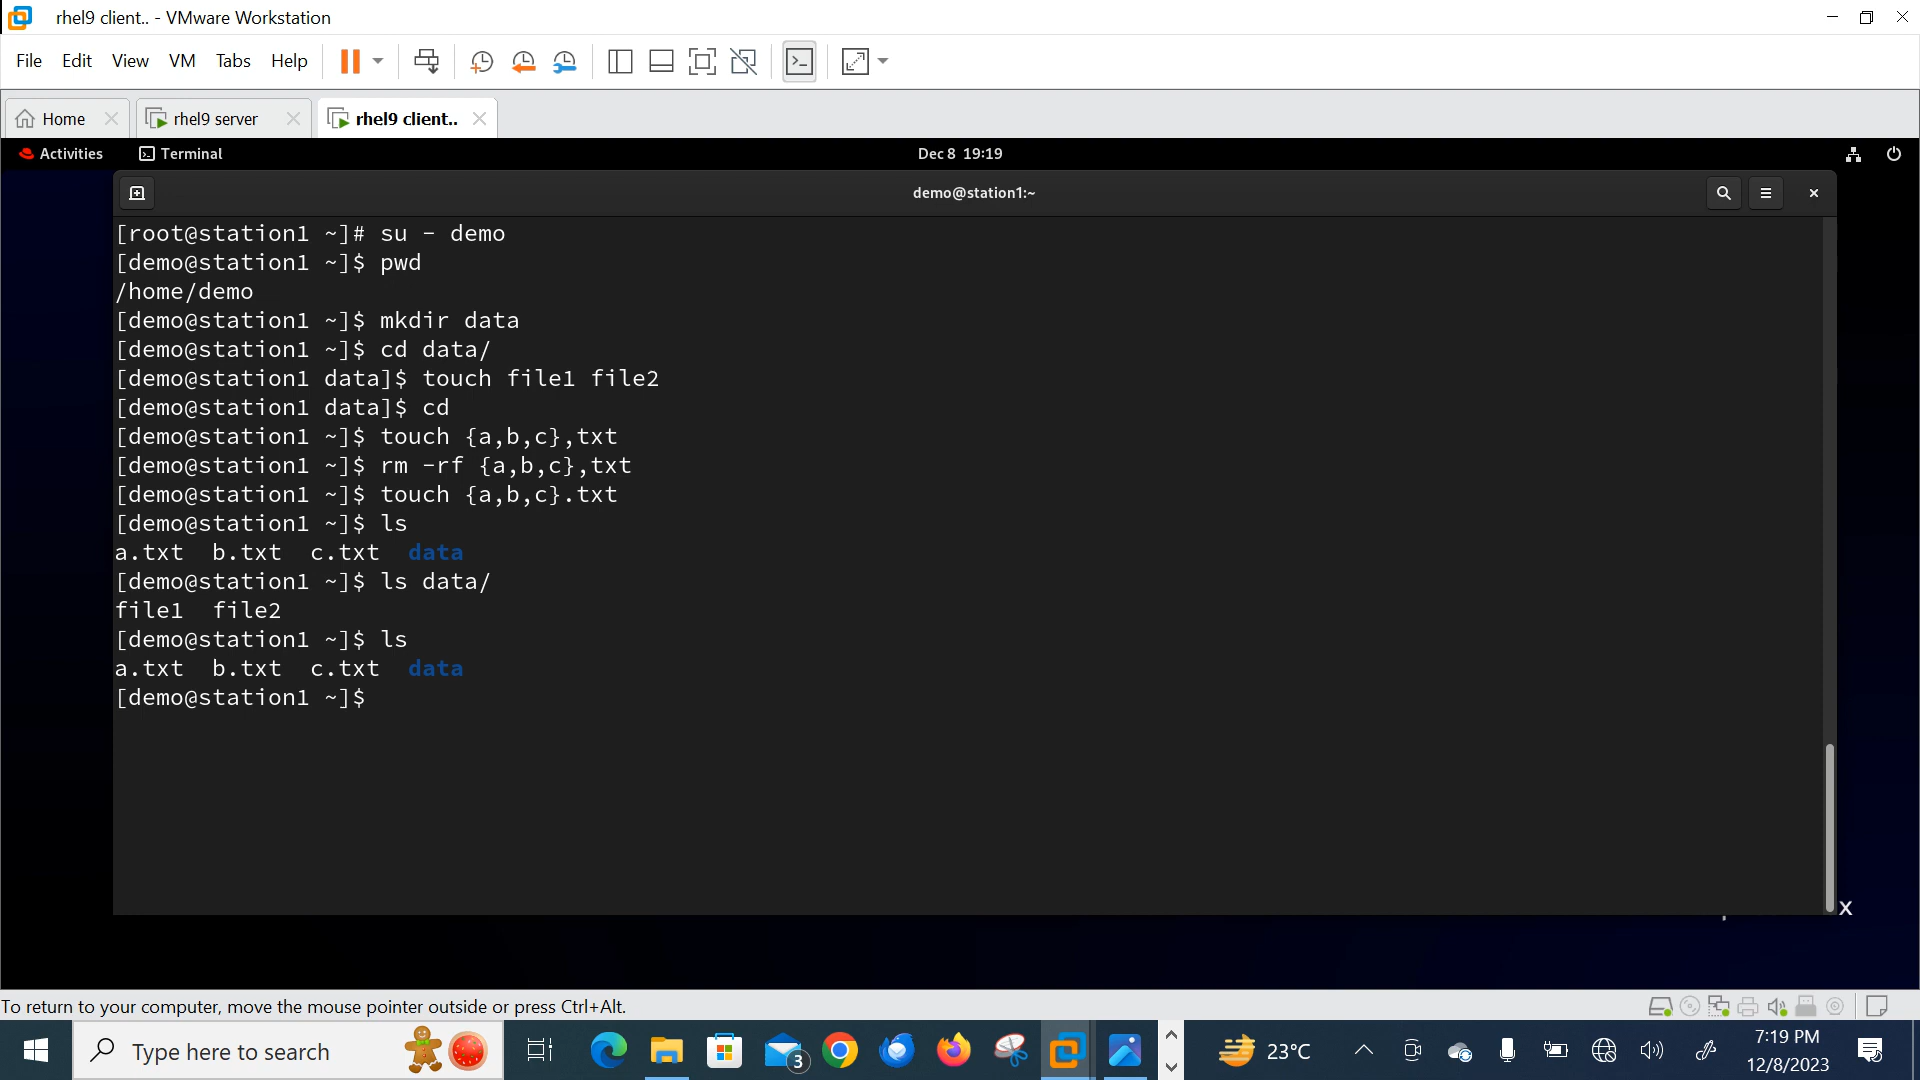 rhel9 client.. - VMware Workstation
File Edit View VM Tabs Help
Home rhel9 server rhel9 client..
Activities Terminal Dec 8 19:19
demo@station1:~
[root@station1 ~]# su - demo
[demo@station1 ~]$ pwd
/home/demo
[demo@station1 ~]$ mkdir data
[demo@station1 ~]$ cd data/
[demo@station1 data]$ touch file1 file2
[demo@station1 data]$ cd
[demo@station1 ~]$ touch {a,b,c},txt
[demo@station1 ~]$ rm -rf {a,b,c},txt
[demo@station1 ~]$ touch {a,b,c}.txt
[demo@station1 ~]$ ls
a.txt b.txt c.txt data
[demo@station1 ~]$ ls data/
file1 file2
[demo@station1 ~]$ ls
a.txt b.txt c.txt data
[demo@station1 ~]$
x
To return to your computer, move the mouse pointer outside or press Ctrl+Alt.
Type here to search
3
23°C
7:19 PM
12/8/2023